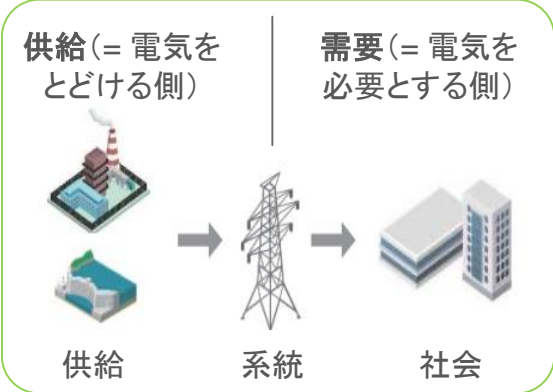 供給(= 電気を
とどける側)
需要(= 電気を
必要とする側)
供給
系統
社会